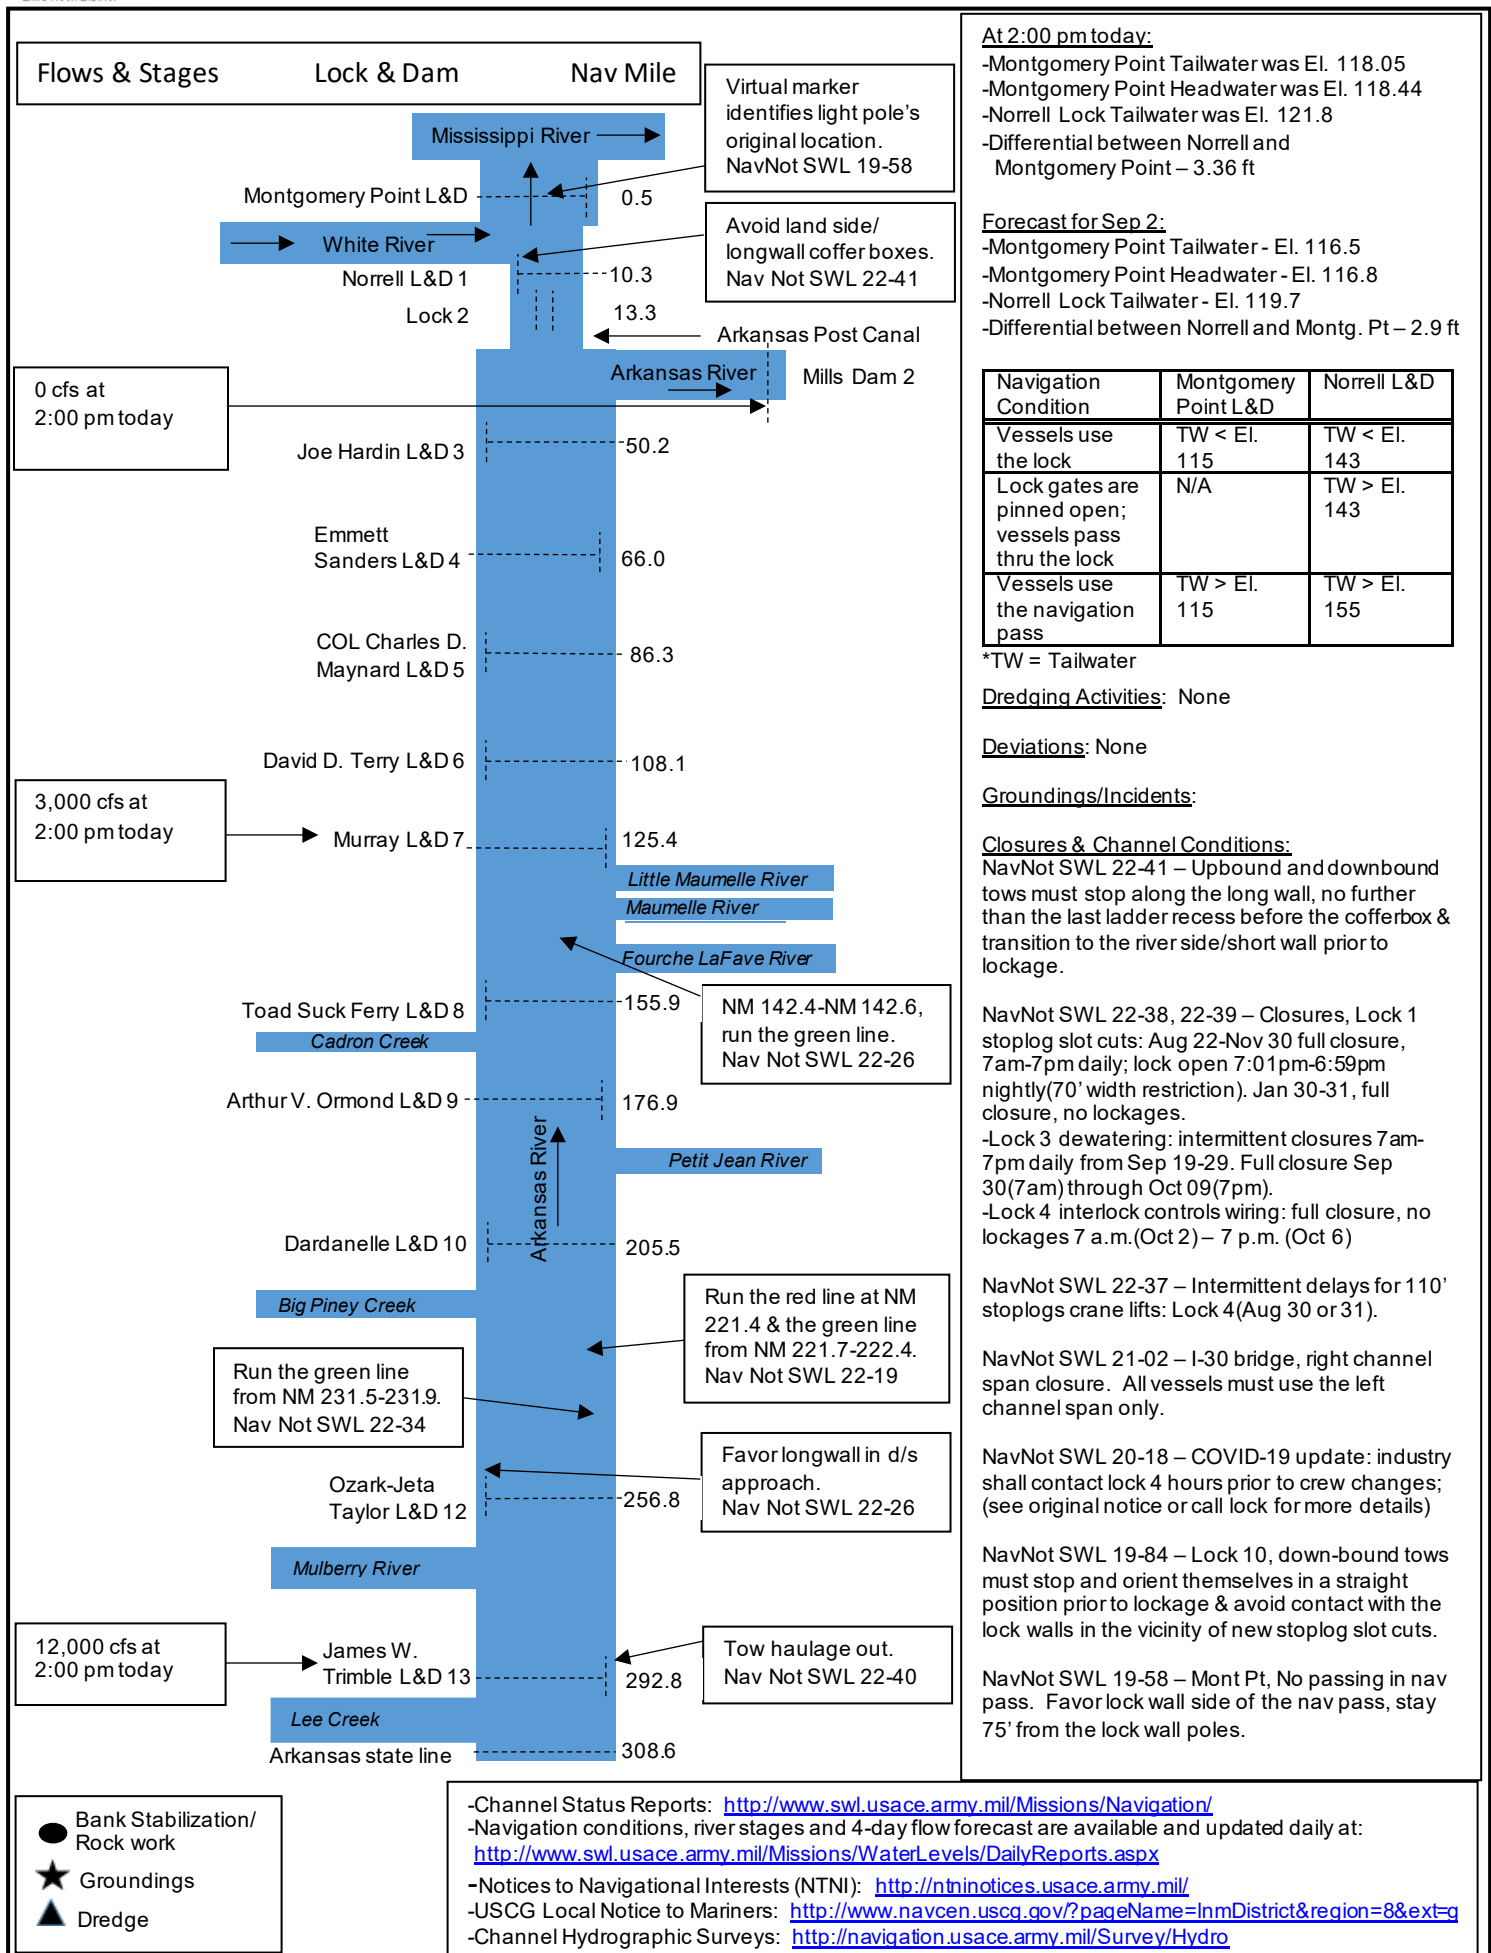 Flows & Stages Lock & Dam Nav Mile
Virtual marker
identifies light pole's
original location.
NavNot SWL 19-58
Mississippi River
Montgomery Point L&D
0.5
White River
Avoid land side/
longwall coffer boxes.
Nav Not SWL 22-41
Norrell L&D 1
10.3
Lock 2
13.3
Arkansas Post Canal
Arkansas River
Mills Dam 2
0 cfs at
2:00 pm today
Joe Hardin L&D 3
50.2
Emmett
Sanders L&D 4
66.0
COL Charles D.
Maynard L&D 5
86.3
David D. Terry L&D 6
108.1
3,000 cfs at
2:00 pm today
Murray L&D 7
125.4
Little Maumelle River
Maumelle River
Fourche LaFave River
Toad Suck Ferry L&D 8
155.9
NM 142.4-NM 142.6,
run the green line.
Nav Not SWL 22-26
Cadron Creek
Arthur V. Ormond L&D 9
176.9
Arkansas River
Petit Jean River
Dardanelle L&D 10
205.5
Big Piney Creek
Run the red line at NM
221.4 & the green line
from NM 221.7-222.4.
Nav Not SWL 22-19
Run the green line
from NM 231.5-231.9.
Nav Not SWL 22-34
Favor longwall in d/s
approach.
Nav Not SWL 22-26
Ozark-Jeta
Taylor L&D 12
256.8
Mulberry River
12,000 cfs at
2:00 pm today
James W.
Trimble L&D 13
292.8
Tow haulage out.
Nav Not SWL 22-40
Lee Creek
Arkansas state line
308.6
At 2:00 pm today:
-Montgomery Point Tailwater was El. 118.05
-Montgomery Point Headwater was El. 118.44
-Norrell Lock Tailwater was El. 121.8
-Differential between Norrell and
Montgomery Point – 3.36 ft
Forecast for Sep 2:
-Montgomery Point Tailwater - El. 116.5
-Montgomery Point Headwater - El. 116.8
-Norrell Lock Tailwater - El. 119.7
-Differential between Norrell and Montg. Pt – 2.9 ft
Navigation Montgomery Norrell L&D
Condition Point L&D
Vessels use TW < El. TW < El.
the lock 115 143
Lock gates are N/A TW > El.
pinned open; 143
vessels pass
thru the lock
Vessels use TW > El. TW > El.
the navigation 115 155
pass
*TW = Tailwater
Dredging Activities: None
Deviations: None
Groundings/Incidents:
Closures & Channel Conditions:
NavNot SWL 22-41 – Upbound and downbound
tows must stop along the long wall, no further
than the last ladder recess before the cofferbox &
transition to the river side/short wall prior to
lockage.
NavNot SWL 22-38, 22-39 – Closures, Lock 1
stoplog slot cuts: Aug 22-Nov 30 full closure,
7am-7pm daily; lock open 7:01pm-6:59pm
nightly(70' width restriction). Jan 30-31, full
closure, no lockages.
-Lock 3 dewatering: intermittent closures 7am-
7pm daily from Sep 19-29. Full closure Sep
30(7am) through Oct 09(7pm).
-Lock 4 interlock controls wiring: full closure, no
lockages 7 a.m.(Oct 2) – 7 p.m. (Oct 6)
NavNot SWL 22-37 – Intermittent delays for 110'
stoplogs crane lifts: Lock 4(Aug 30 or 31).
NavNot SWL 21-02 – I-30 bridge, right channel
span closure. All vessels must use the left
channel span only.
NavNot SWL 20-18 – COVID-19 update: industry
shall contact lock 4 hours prior to crew changes;
(see original notice or call lock for more details)
NavNot SWL 19-84 – Lock 10, down-bound tows
must stop and orient themselves in a straight
position prior to lockage & avoid contact with the
lock walls in the vicinity of new stoplog slot cuts.
NavNot SWL 19-58 – Mont Pt, No passing in nav
pass. Favor lock wall side of the nav pass, stay
75' from the lock wall poles.
Bank Stabilization/
Rock work
Groundings
Dredge
-Channel Status Reports: http://www.swl.usace.army.mil/Missions/Navigation/
-Navigation conditions, river stages and 4-day flow forecast are available and updated daily at:
http://www.swl.usace.army.mil/Missions/WaterLevels/DailyReports.aspx
-Notices to Navigational Interests (NTNI): http://ntninotices.usace.army.mil/
-USCG Local Notice to Mariners: http://www.navcen.uscg.gov/?pageName=lnmDistrict&region=8&ext=g
-Channel Hydrographic Surveys: http://navigation.usace.army.mil/Survey/Hydro